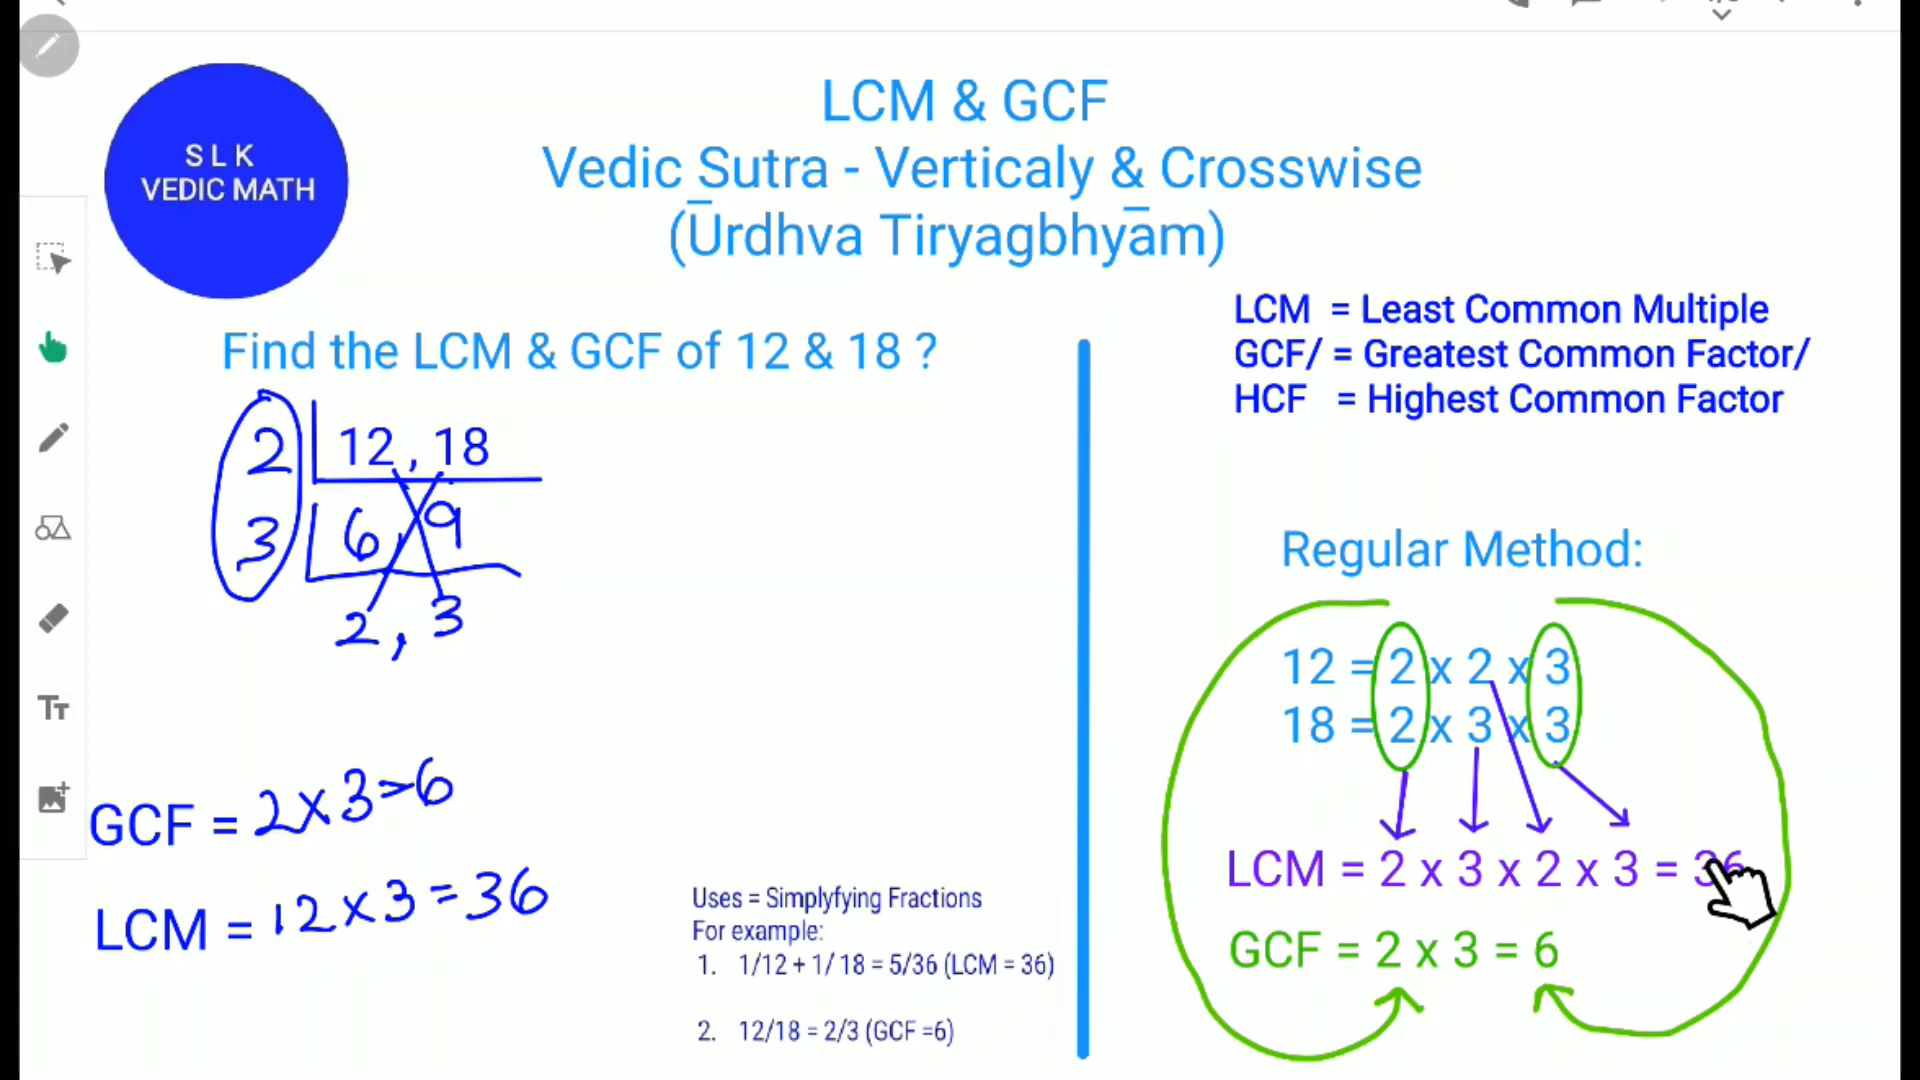 S L K
VEDIC MATH
LCM & GCF
Vedic Sutra - Verticaly & Crosswise
(Ūrdhva Tiryagbhyām)
LCM = Least Common Multiple
GCF/ = Greatest Common Factor/
HCF = Highest Common Factor
Find the LCM & GCF of 12 & 18 ?
2 12, 18
3 6, 9
2, 3
GCF = 2x3=6
LCM = 12x3=36
Uses = Simplyfying Fractions
For example:
1. 1/12 + 1/ 18 = 5/36 (LCM = 36)
2. 12/18 = 2/3 (GCF =6)
Regular Method:
12 = 2 x 2 x 3
18 = 2 x 3 x 3
LCM = 2 x 3 x 2 x 3 = 36
GCF = 2 x 3 = 6
Tт